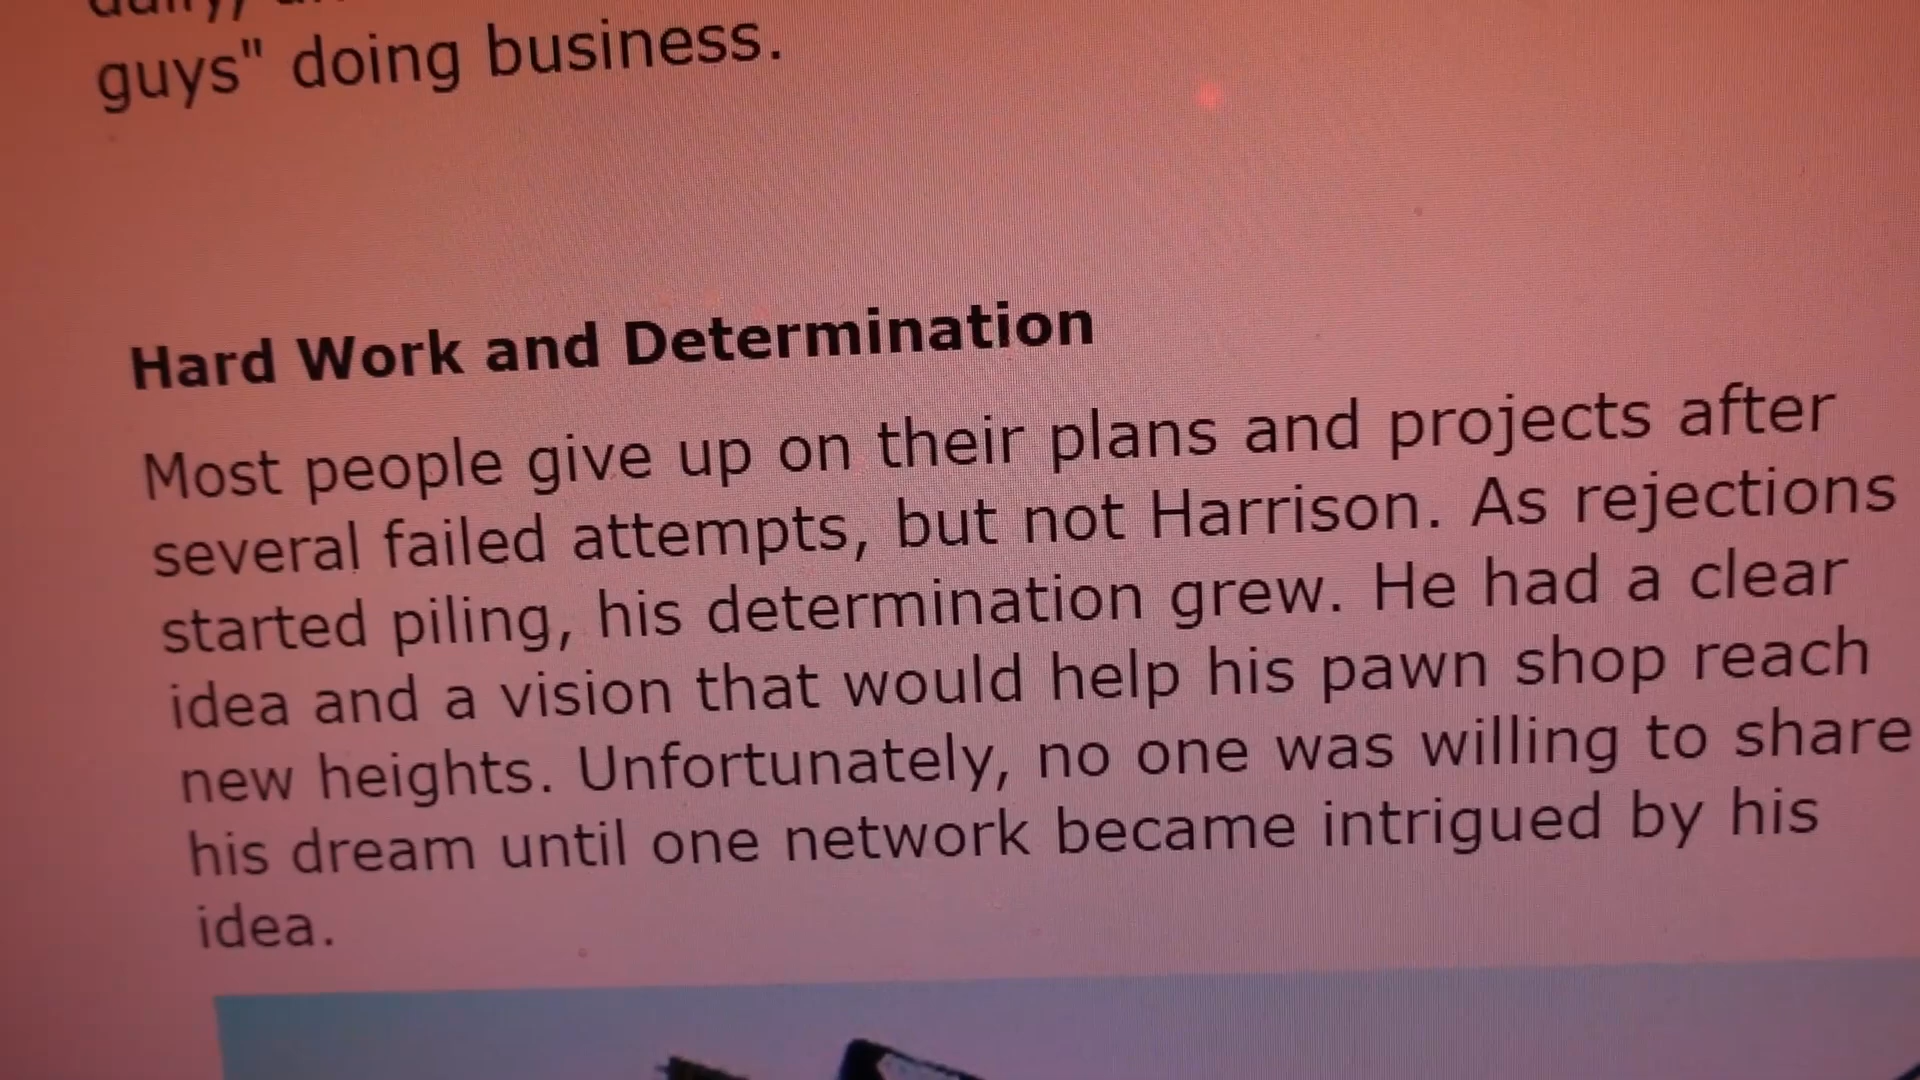 guys" doing business.
Hard Work and Determination
Most people give up on their plans and projects after
several failed attempts, but not Harrison. As rejections
started piling, his determination grew. He had a clear
idea and a vision that would help his pawn shop reach
new heights. Unfortunately, no one was willing to share
his dream until one network became intrigued by his
idea.